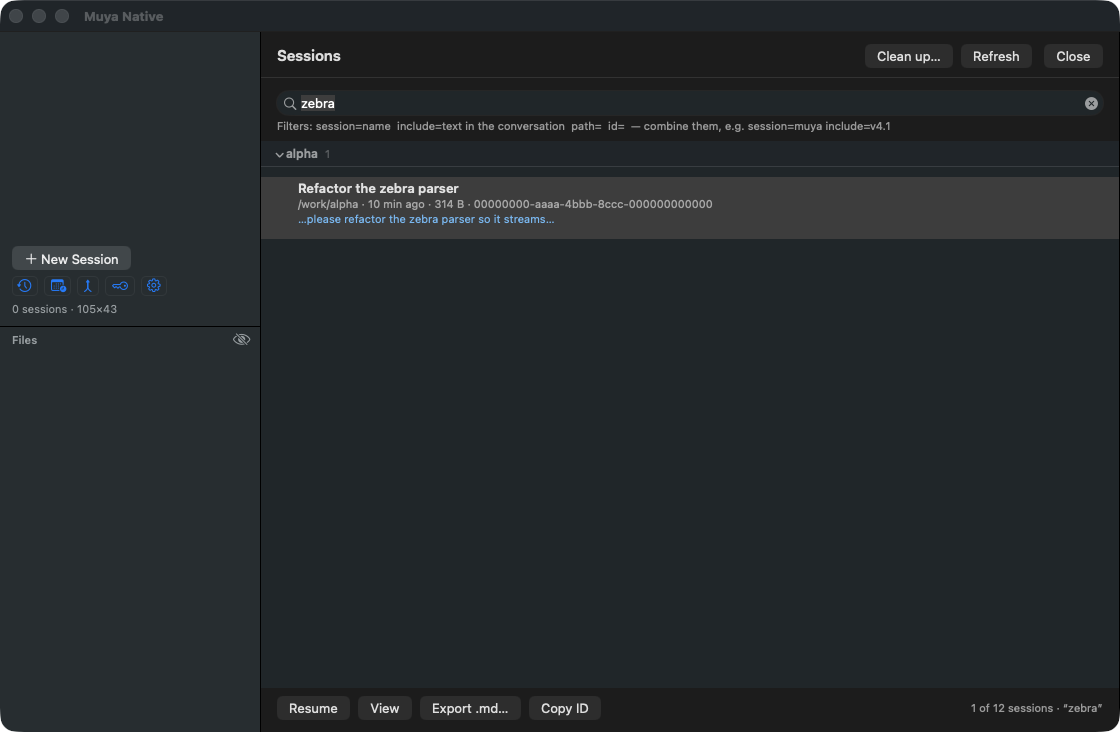 Muya Native
Sessions
Clean up...
Refresh
Close
zebra
Filters: session=name include=text in the conversation path= id= — combine them, e.g. session=muya include=v4.1
alpha 1
Refactor the zebra parser
/work/alpha · 10 min ago · 314 B · 00000000-aaaa-4bbb-8ccc-000000000000
…please refactor the zebra parser so it streams…
+ New Session
0 sessions · 105×43
Files
Resume
View
Export .md...
Copy ID
1 of 12 sessions · “zebra”